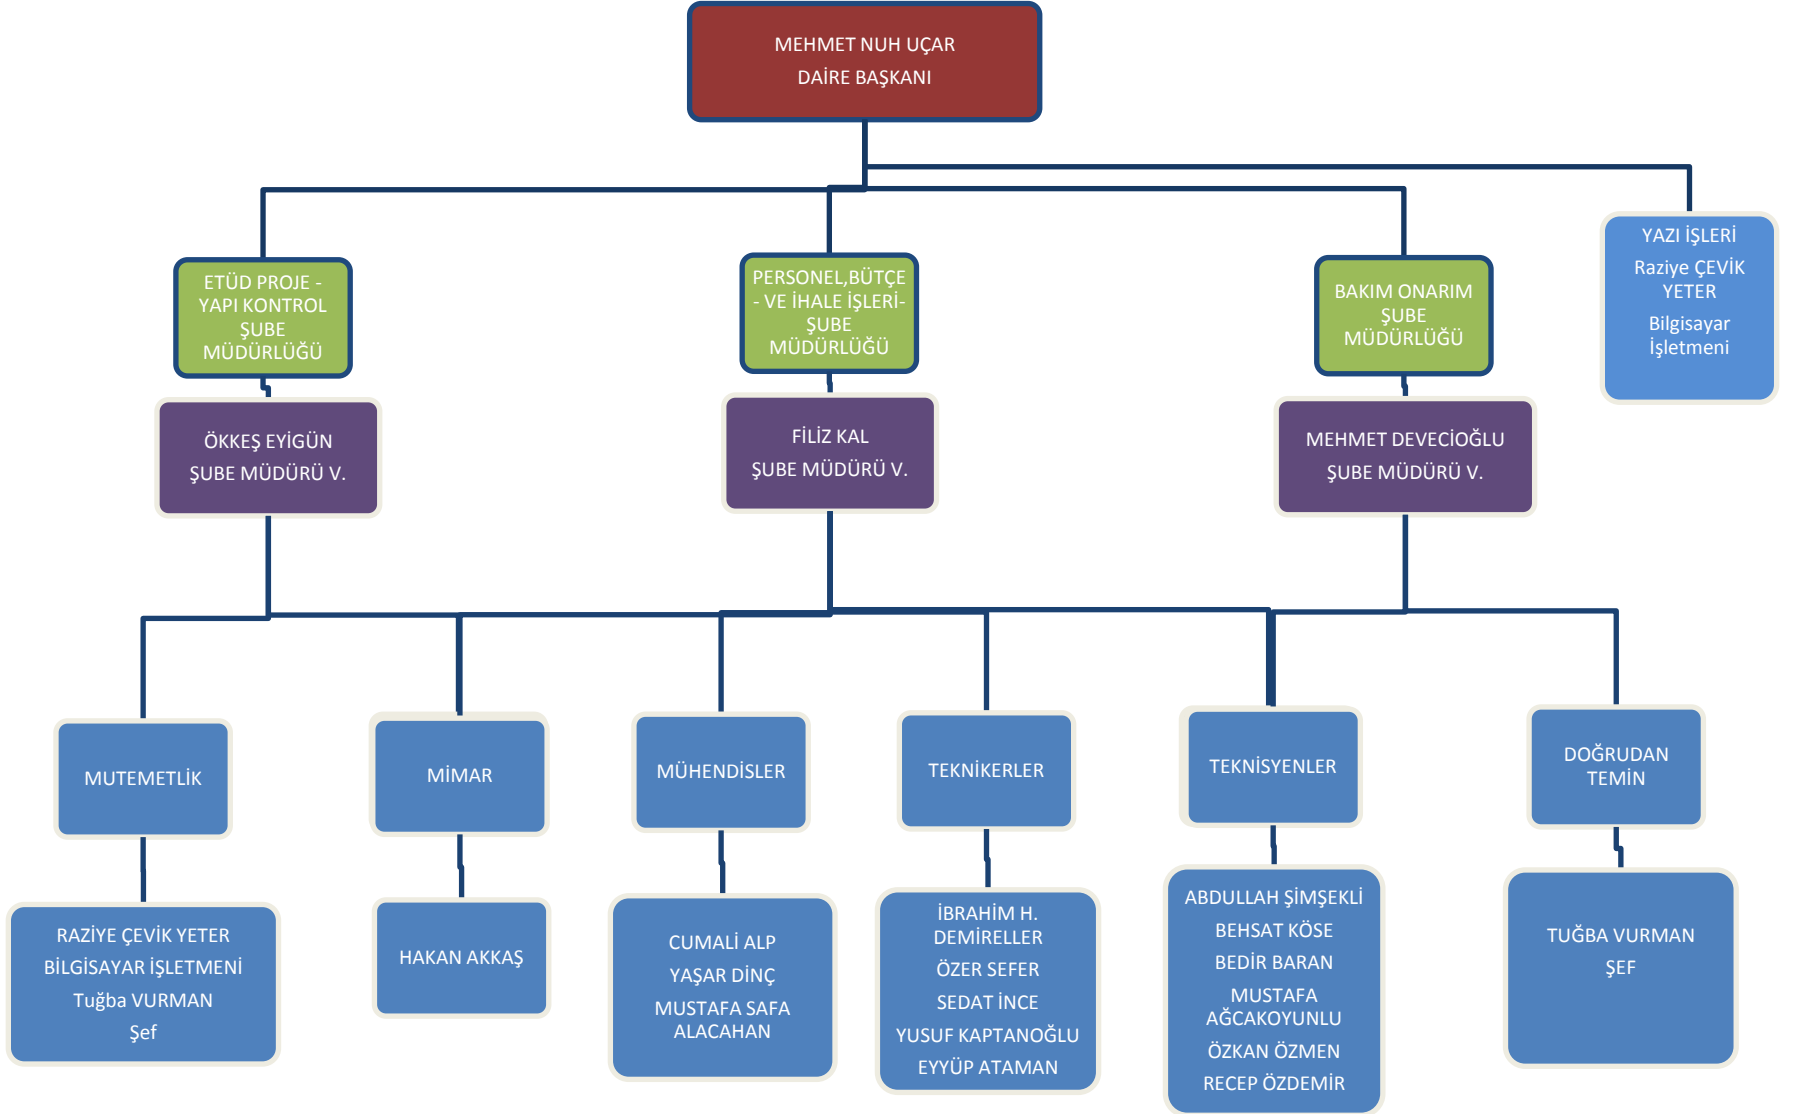 MEHMET NUH UÇAR
DAİRE BAŞKANI
ETÜD PROJE -
YAPI KONTROL
ŞUBE
MÜDÜRLÜĞÜ
PERSONEL,BÜTÇE
- VE İHALE İŞLERİ-
ŞUBE
MÜDÜRLÜĞÜ
BAKIM ONARIM
ŞUBE
MÜDÜRLÜĞÜ
YAZI İŞLERİ
Raziye ÇEVİK
YETER
Bilgisayar
İşletmeni
ÖKKEŞ EYİGÜN
ŞUBE MÜDÜRÜ V.
FİLİZ KAL
ŞUBE MÜDÜRÜ V.
MEHMET DEVECİOĞLU
ŞUBE MÜDÜRÜ V.
MUTEMETLİK
MİMAR
MÜHENDİSLER
TEKNİKERLER
TEKNİSYENLER
DOĞRUDAN
TEMİN
RAZİYE ÇEVİK YETER
BİLGİSAYAR İŞLETMENİ
Tuğba VURMAN
Şef
HAKAN AKKAŞ
CUMALİ ALP
YAŞAR DİNÇ
MUSTAFA SAFA
ALACAHAN
İBRAHİM H.
DEMİRELLER
ÖZER SEFER
SEDAT İNCE
YUSUF KAPTANOĞLU
EYYÜP ATAMAN
ABDULLAH ŞİMŞEKLİ
BEHSAT KÖSE
BEDİR BARAN
MUSTAFA
AĞCAKOYUNLU
ÖZKAN ÖZMEN
RECEP ÖZDEMİR
TUĞBA VURMAN
ŞEF